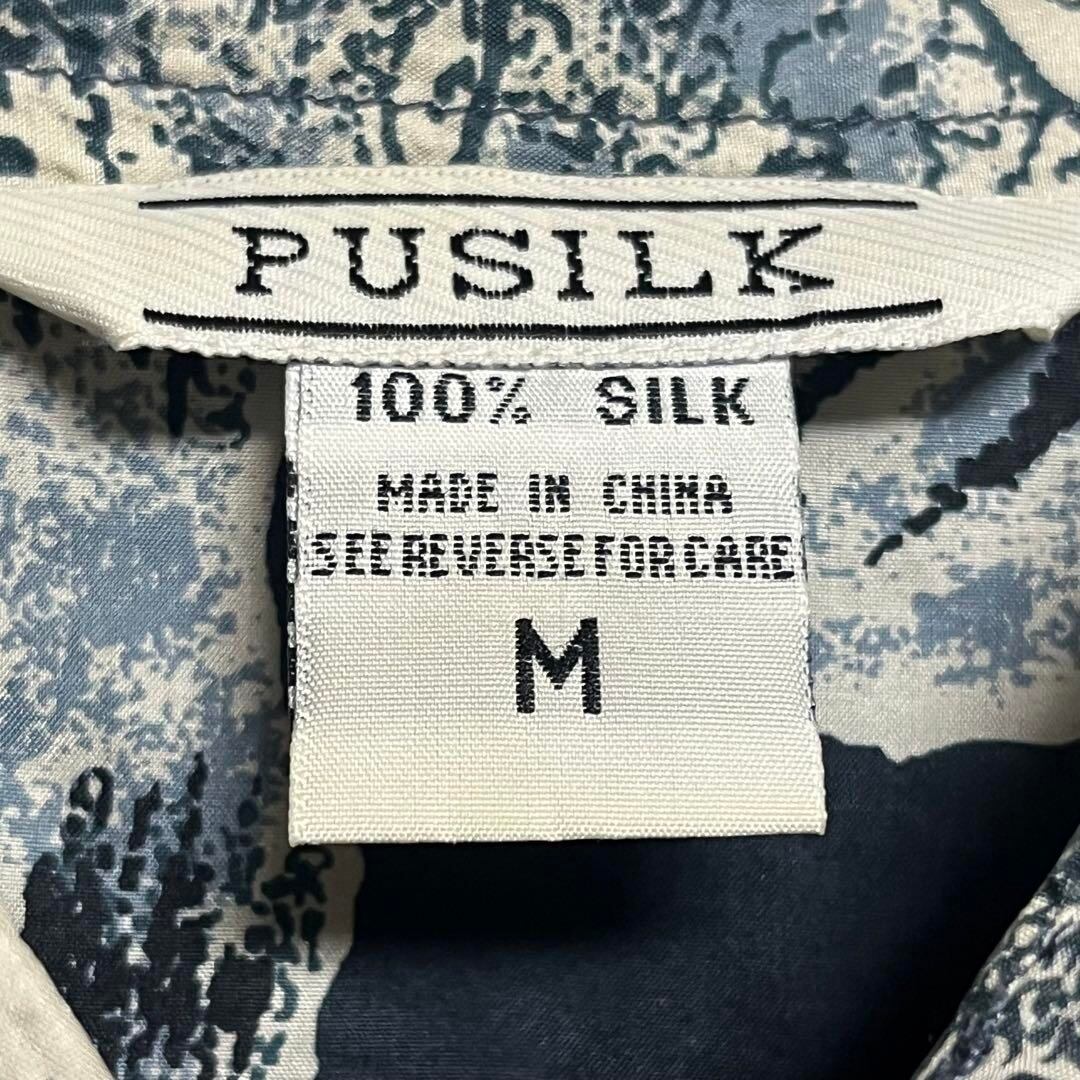 PUSILK
100% SILK
MADE IN CHINA
SEE REVERSE FOR CARE
M